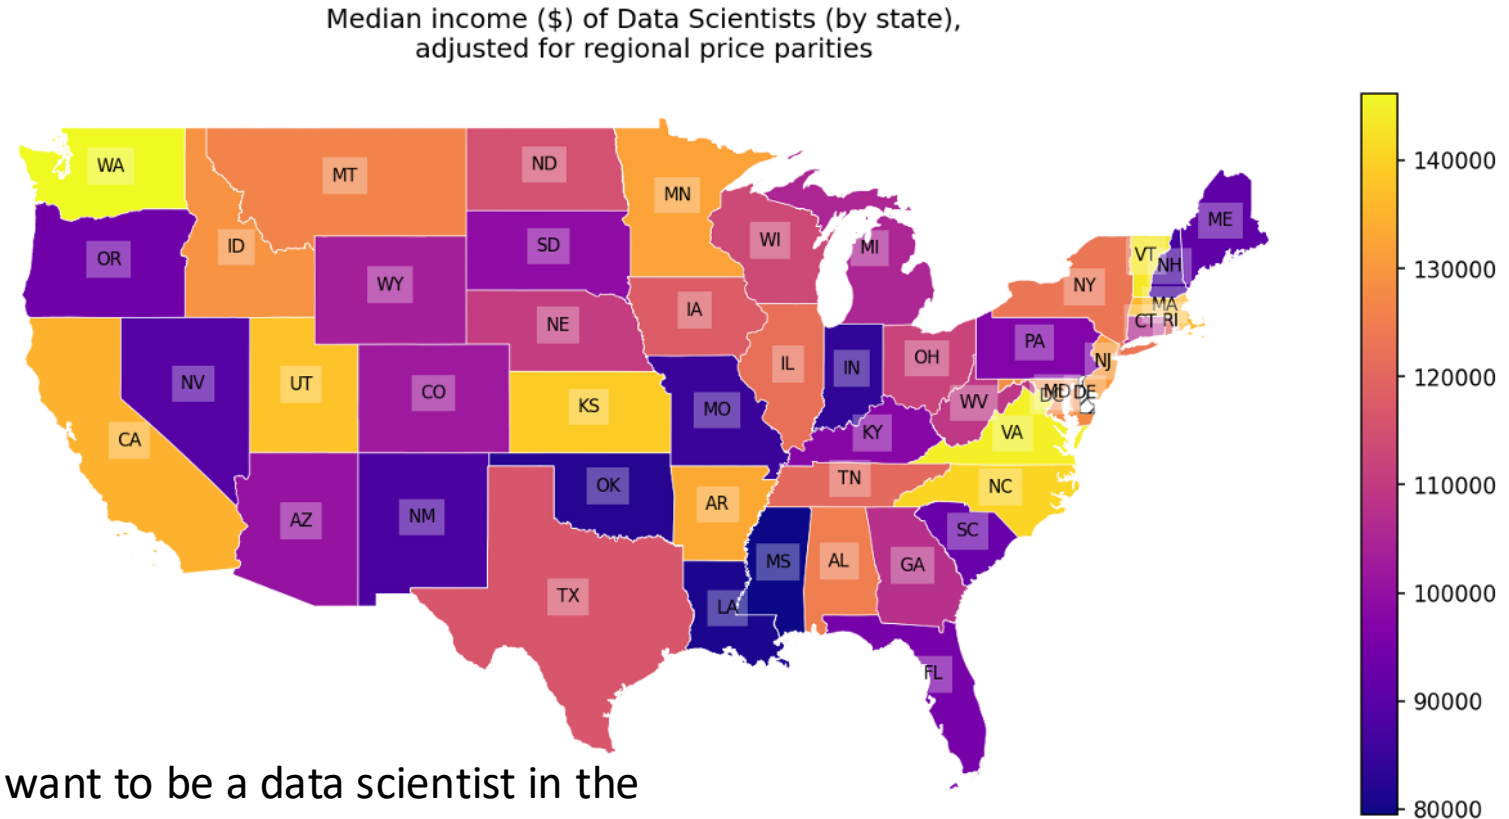 Median income ($) of Data Scientists (by state),
adjusted for regional price parities
WA
MT
ND
MN
OR
ID
WY
SD
WI
MI
ME
VT
NH
NY
MA
CT RI
NE
IA
PA
NJ
NV
UT
CO
KS
MO
IL
IN
OH
WV
DC
MD
DE
VA
KY
CA
AZ
NM
OK
AR
TN
NC
SC
TX
LA
MS
AL
GA
FL
140000
130000
120000
110000
100000
90000
80000
want to be a data scientist in the